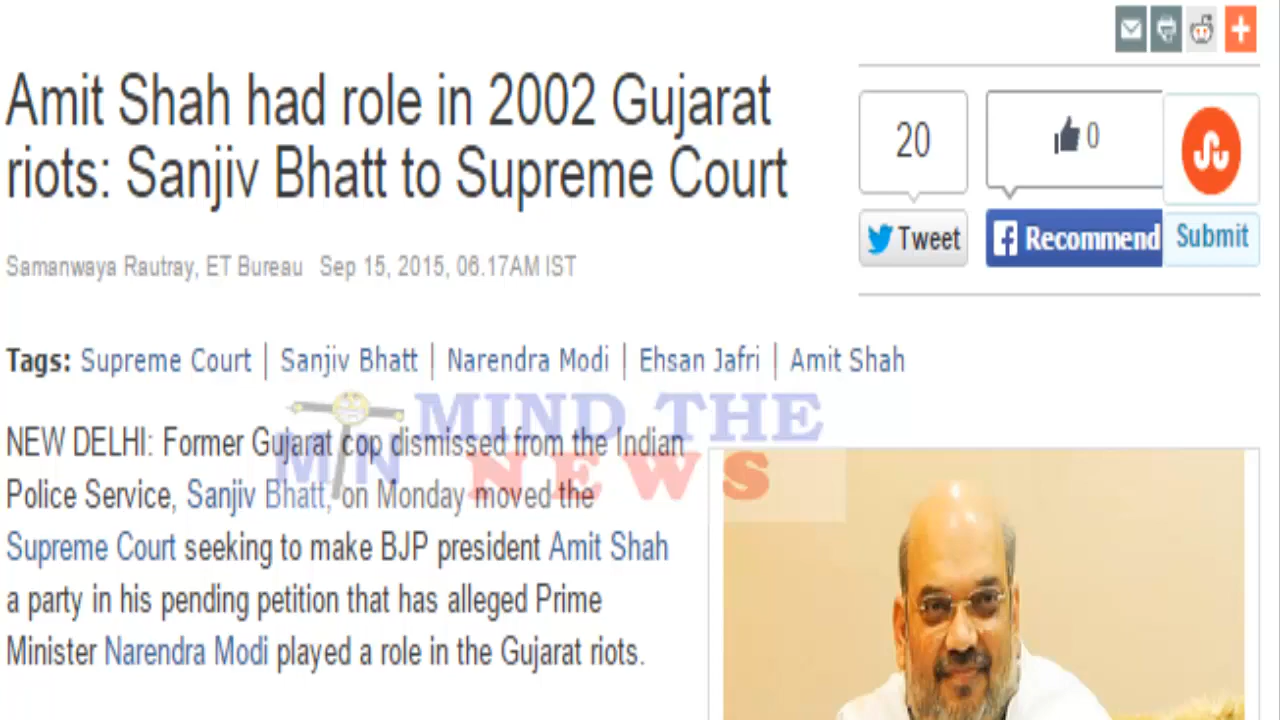 Amit Shah had role in 2002 Gujarat
riots: Sanjiv Bhatt to Supreme Court
Samanwaya Rautray, ET Bureau Sep 15, 2015, 06.17AM IST
20
0
Tweet
Recommend
Submit
Tags: Supreme Court | Sanjiv Bhatt | Narendra Modi | Ehsan Jafri | Amit Shah
MTN
MIND THE
NEWS
NEW DELHI: Former Gujarat cop dismissed from the Indian
Police Service, Sanjiv Bhatt, on Monday moved the
Supreme Court seeking to make BJP president Amit Shah
a party in his pending petition that has alleged Prime
Minister Narendra Modi played a role in the Gujarat riots.